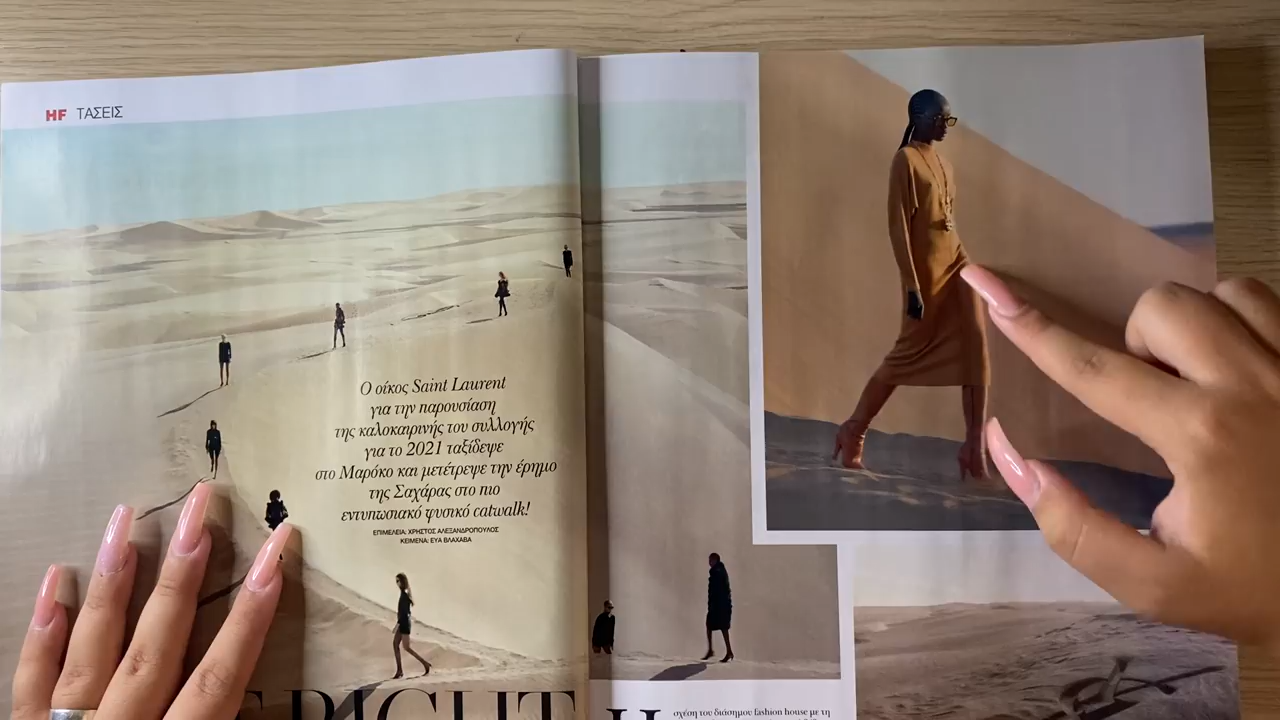 HF ΤΑΣΕΙΣ
Ο οίκος Saint Laurent
για την παρουσίαση
της καλοκαιρινής του συλλογής
για το 2021 ταξίδεψε
στο Μαρόκο και μετέτρεψε την έρημο
της Σαχάρας στο πιο
εντυπωσιακό φυσικό catwalk!
ΕΠΙΜΕΛΕΙΑ: ΧΡΗΣΤΟΣ ΑΛΕΞΑΝΔΡΟΠΟΥΛΟΣ
ΚΕΙΜΕΝΑ: ΕΥΑ ΒΛΑΧΑΒΑ
σχέση του διάσημου fashion house με τη